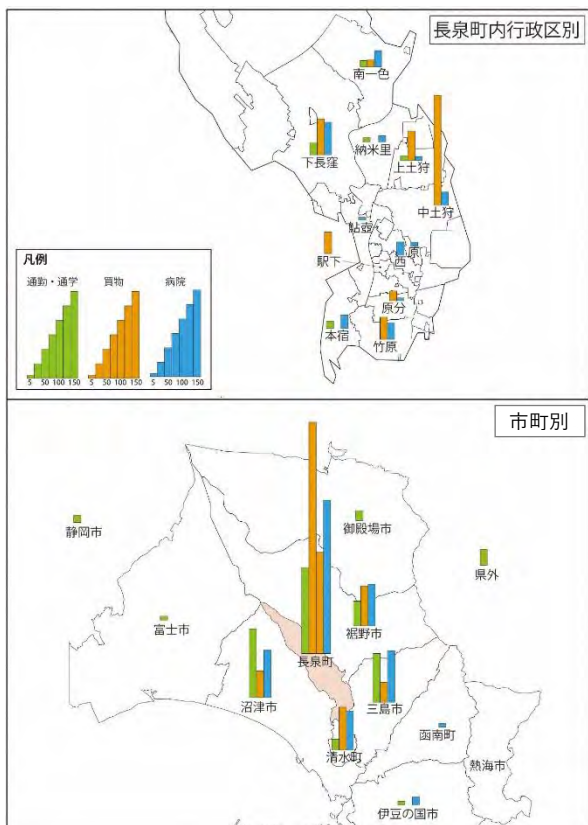 長泉町内行政区別
南一色
下長窪
納米里
上土狩
中土狩
鮎壺
駅下
西
原
原分
本宿
竹原
凡例
通勤・通学
買物
病院
5 50 100 150
5 50 100 150
5 50 100 150
市町別
静岡市
御殿場市
県外
富士市
裾野市
長泉町
沼津市
三島市
清水町
函南町
熱海市
伊豆の国市